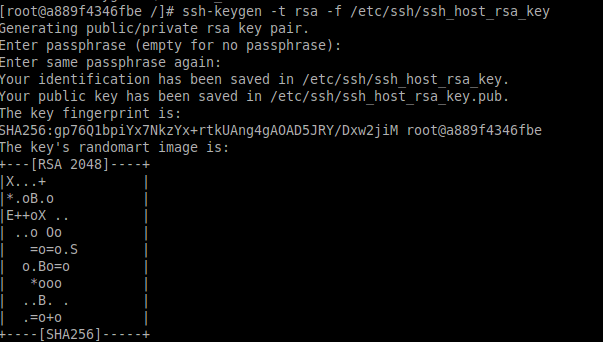 [root@a889f4346fbe /]# ssh-keygen -t rsa -f /etc/ssh/ssh_host_rsa_key
Generating public/private rsa key pair.
Enter passphrase (empty for no passphrase):
Enter same passphrase again:
Your identification has been saved in /etc/ssh/ssh_host_rsa_key.
Your public key has been saved in /etc/ssh/ssh_host_rsa_key.pub.
The key fingerprint is:
SHA256:gp76Q1bpiYx7NkzYx+rtkUAng4gAOAD5JRY/Dxw2jiM root@a889f4346fbe
The key's randomart image is:
+---[RSA 2048]----+
|X...+            |
|*.oB.o           |
|E++oX ..         |
| ..o Oo          |
|   =o=o.S        |
|  o.Bo=o         |
|   *ooo          |
|  ..B. .         |
|  .=o+o          |
+----[SHA256]-----+